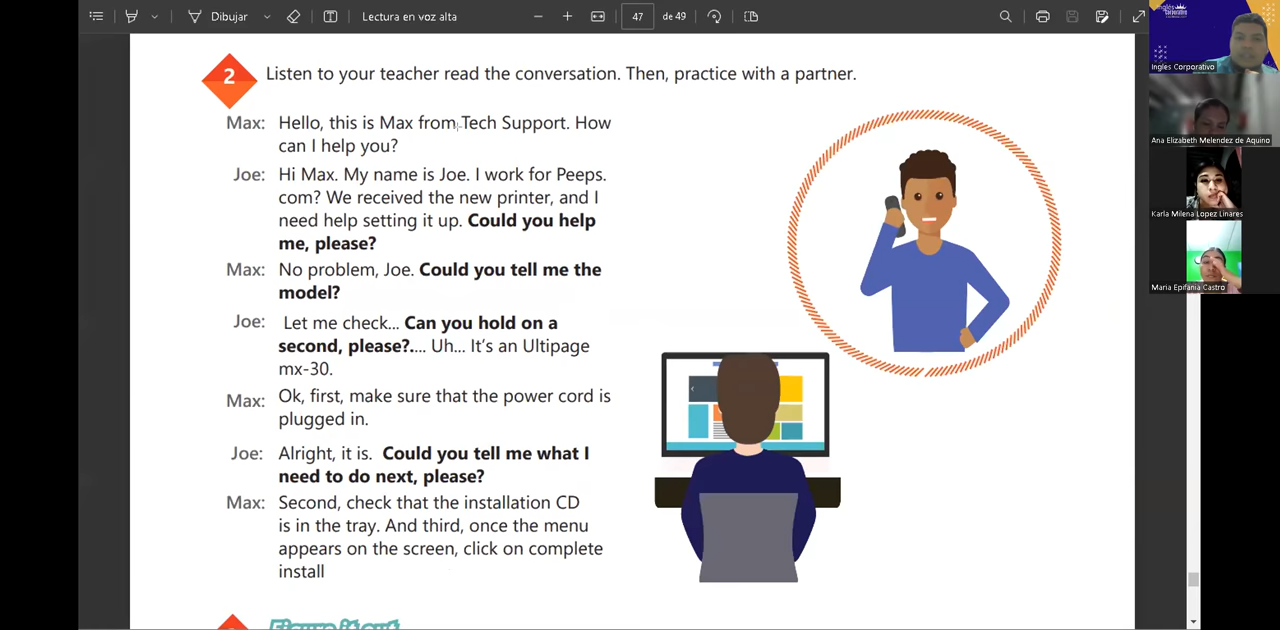 Dibujar
Lectura en voz alta
47
de 49
Inglés
Corporativo
Inglés Corporativo
Ana Elizabeth Melendez de Aquino
Karla Milena Lopez Linares
Maria Epifania Castro
2 Listen to your teacher read the conversation. Then, practice with a partner.
Max: Hello, this is Max from Tech Support. How
can I help you?
Joe: Hi Max. My name is Joe. I work for Peeps.
com? We received the new printer, and I
need help setting it up. Could you help
me, please?
Max: No problem, Joe. Could you tell me the
model?
Joe: Let me check... Can you hold on a
second, please?.... Uh... It's an Ultipage
mx-30.
Max: Ok, first, make sure that the power cord is
plugged in.
Joe: Alright, it is. Could you tell me what I
need to do next, please?
Max: Second, check that the installation CD
is in the tray. And third, once the menu
appears on the screen, click on complete
install
Figure it out